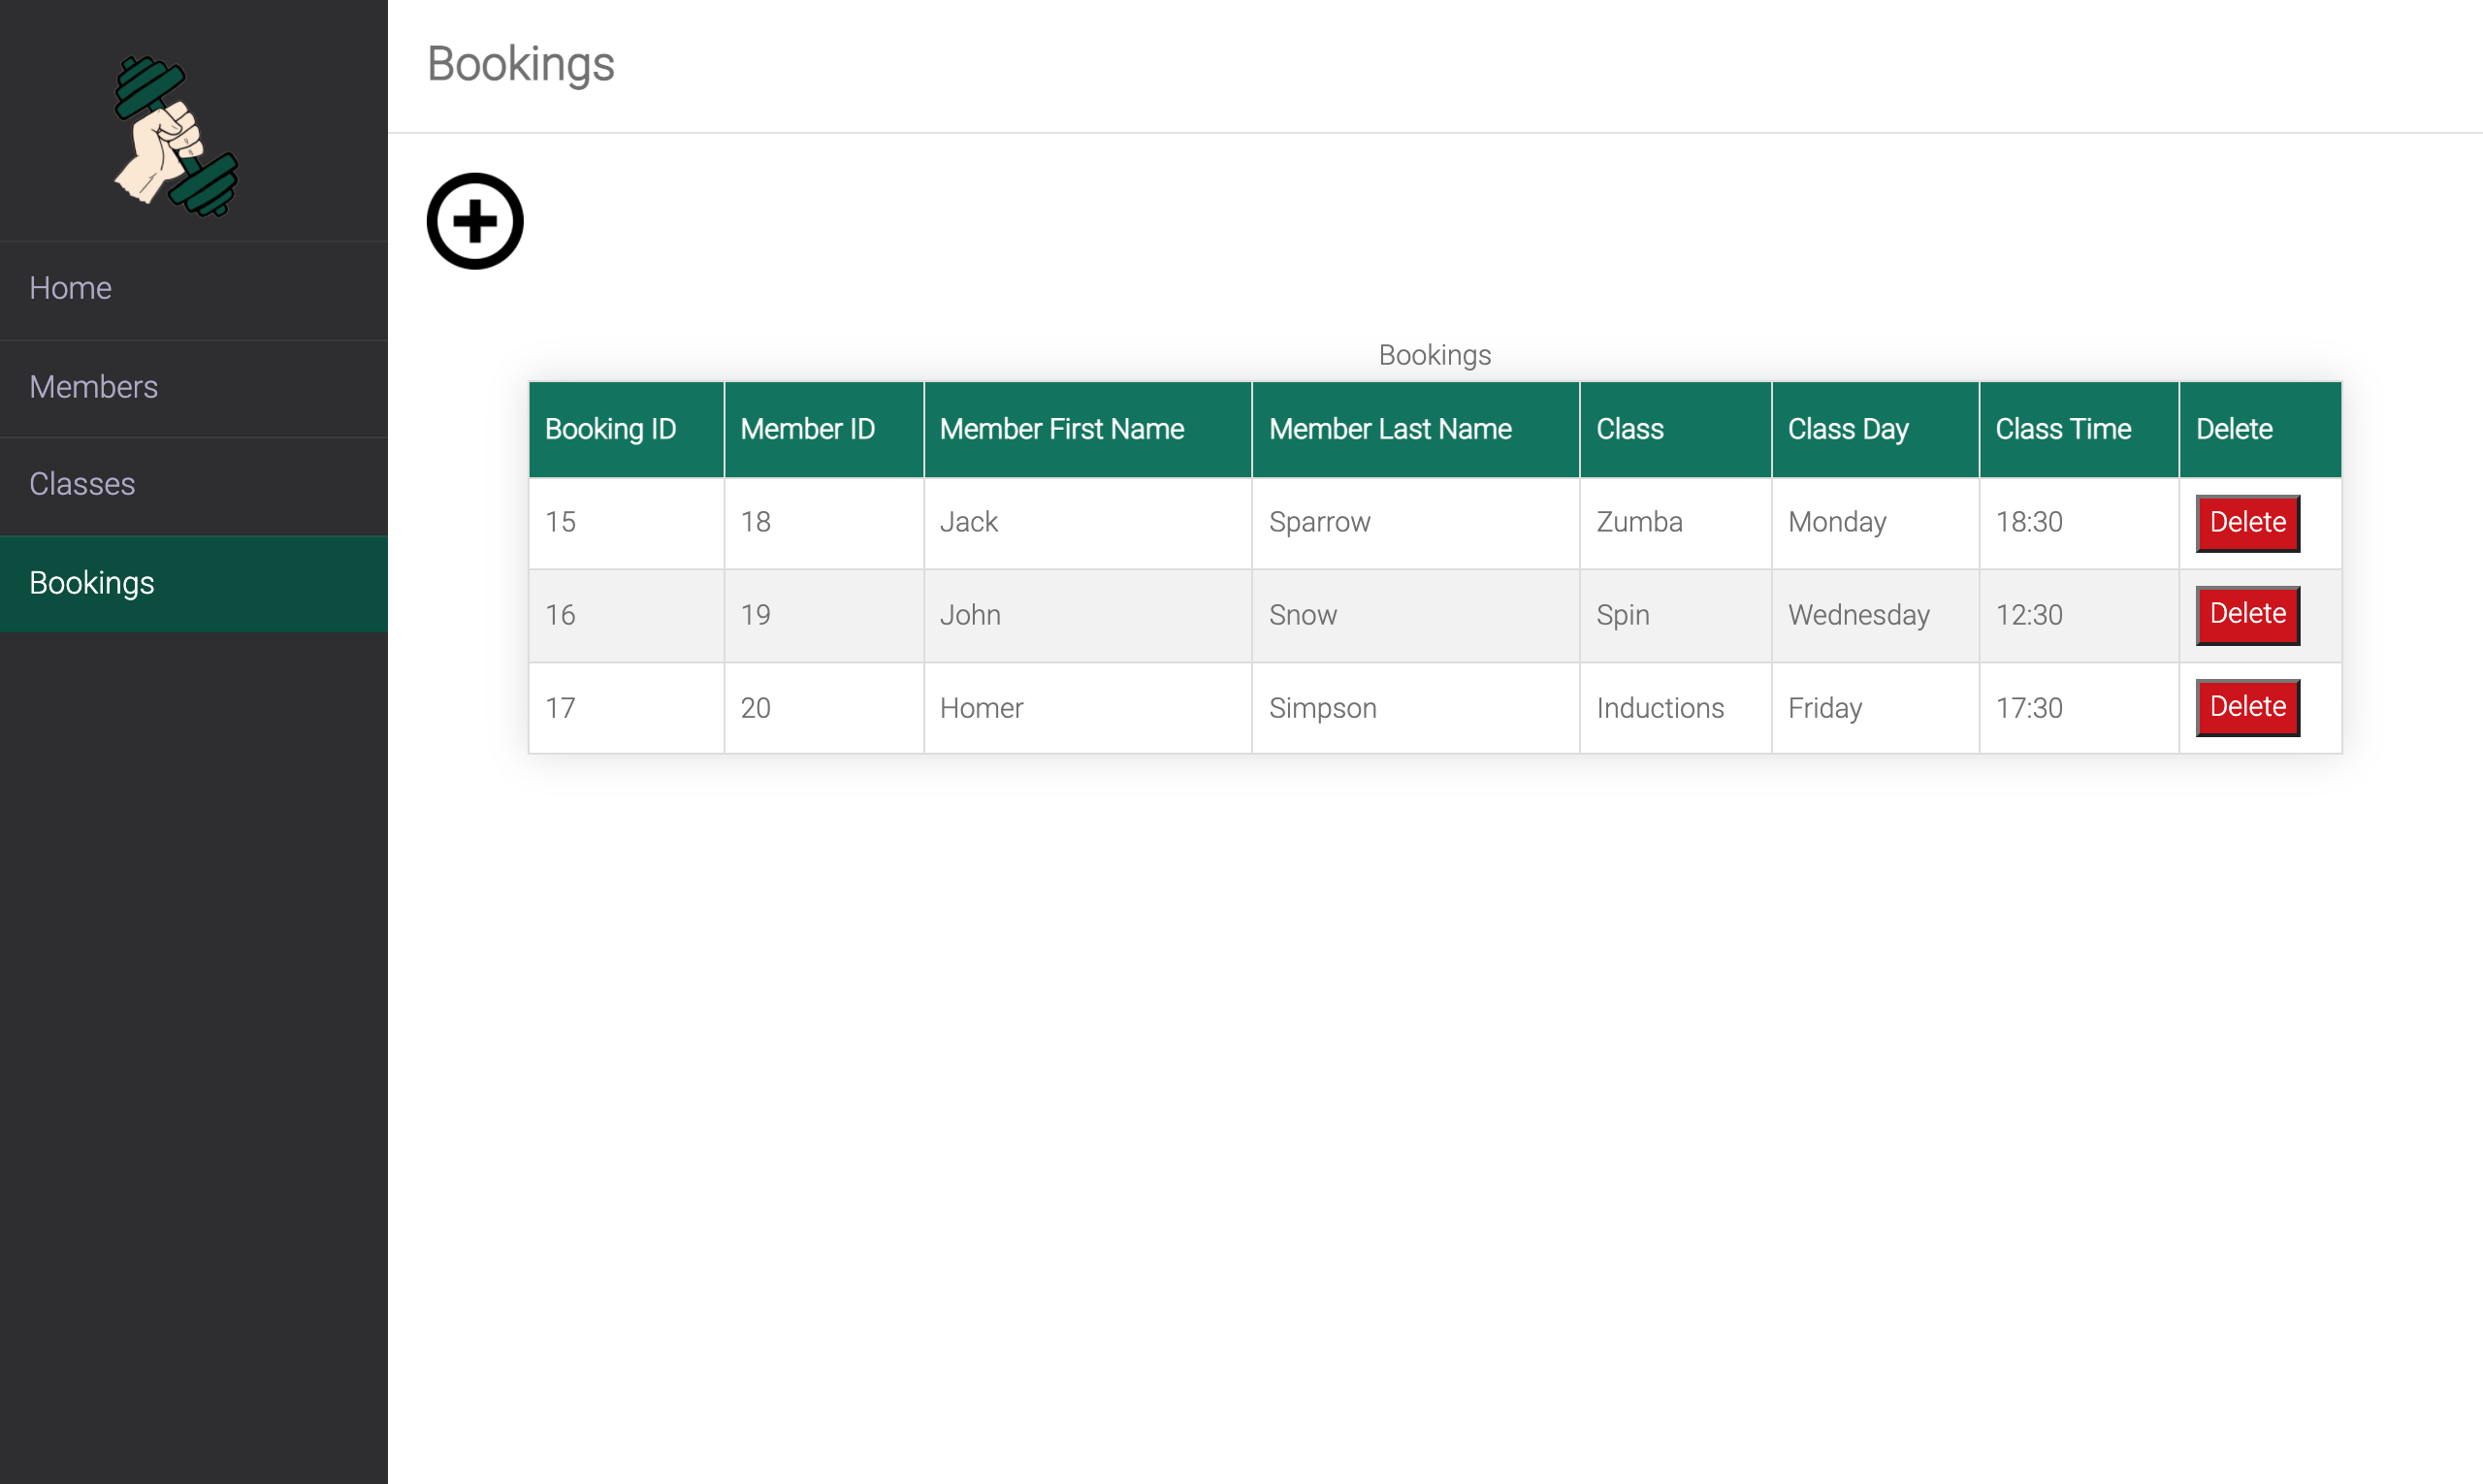 Bookings
Home
Members
Classes
Bookings
Bookings
Booking ID Member ID Member First Name Member Last Name Class Class Day Class Time Delete
15 18 Jack Sparrow Zumba Monday 18:30 Delete
16 19 John Snow Spin Wednesday 12:30 Delete
17 20 Homer Simpson Inductions Friday 17:30 Delete